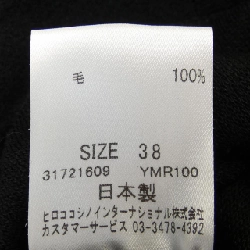 毛 100%
SIZE 38
31721609 YMR100
日本製
ヒロココシノインターナショナル株式会社
カスタマーサービス 03-3478-4392